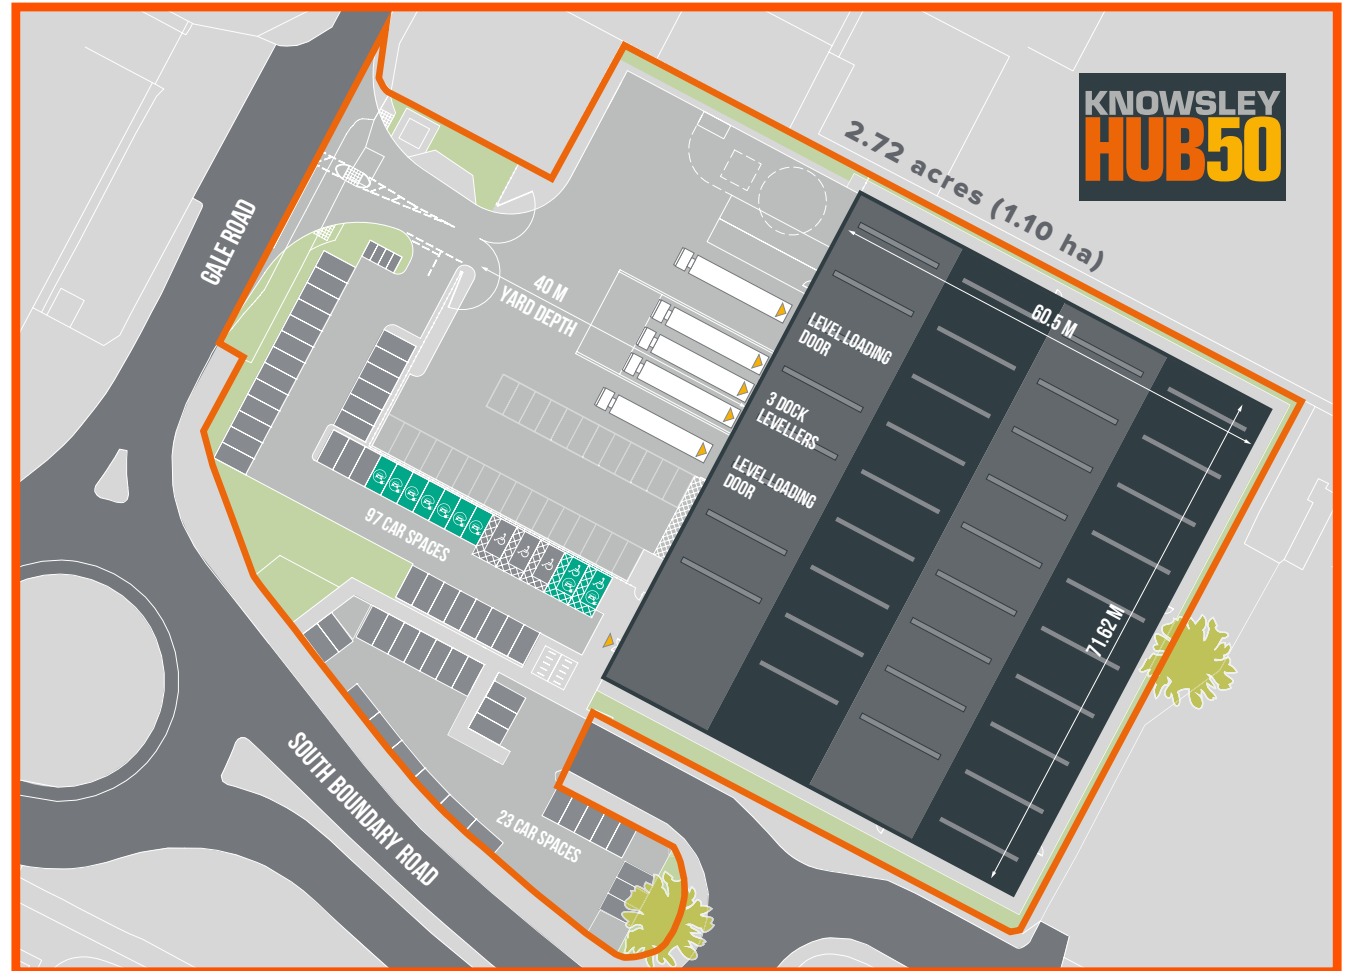 KNOWSLEY
HUB50
2.72 acres (1.10 ha)
GALE ROAD
40 M
YARD DEPTH
60.5 M
LEVEL LOADING
DOOR
3 DOCK
LEVELLERS
LEVEL LOADING
DOOR
97 CAR SPACES
71.62 M
SOUTH BOUNDARY ROAD
23 CAR SPACES